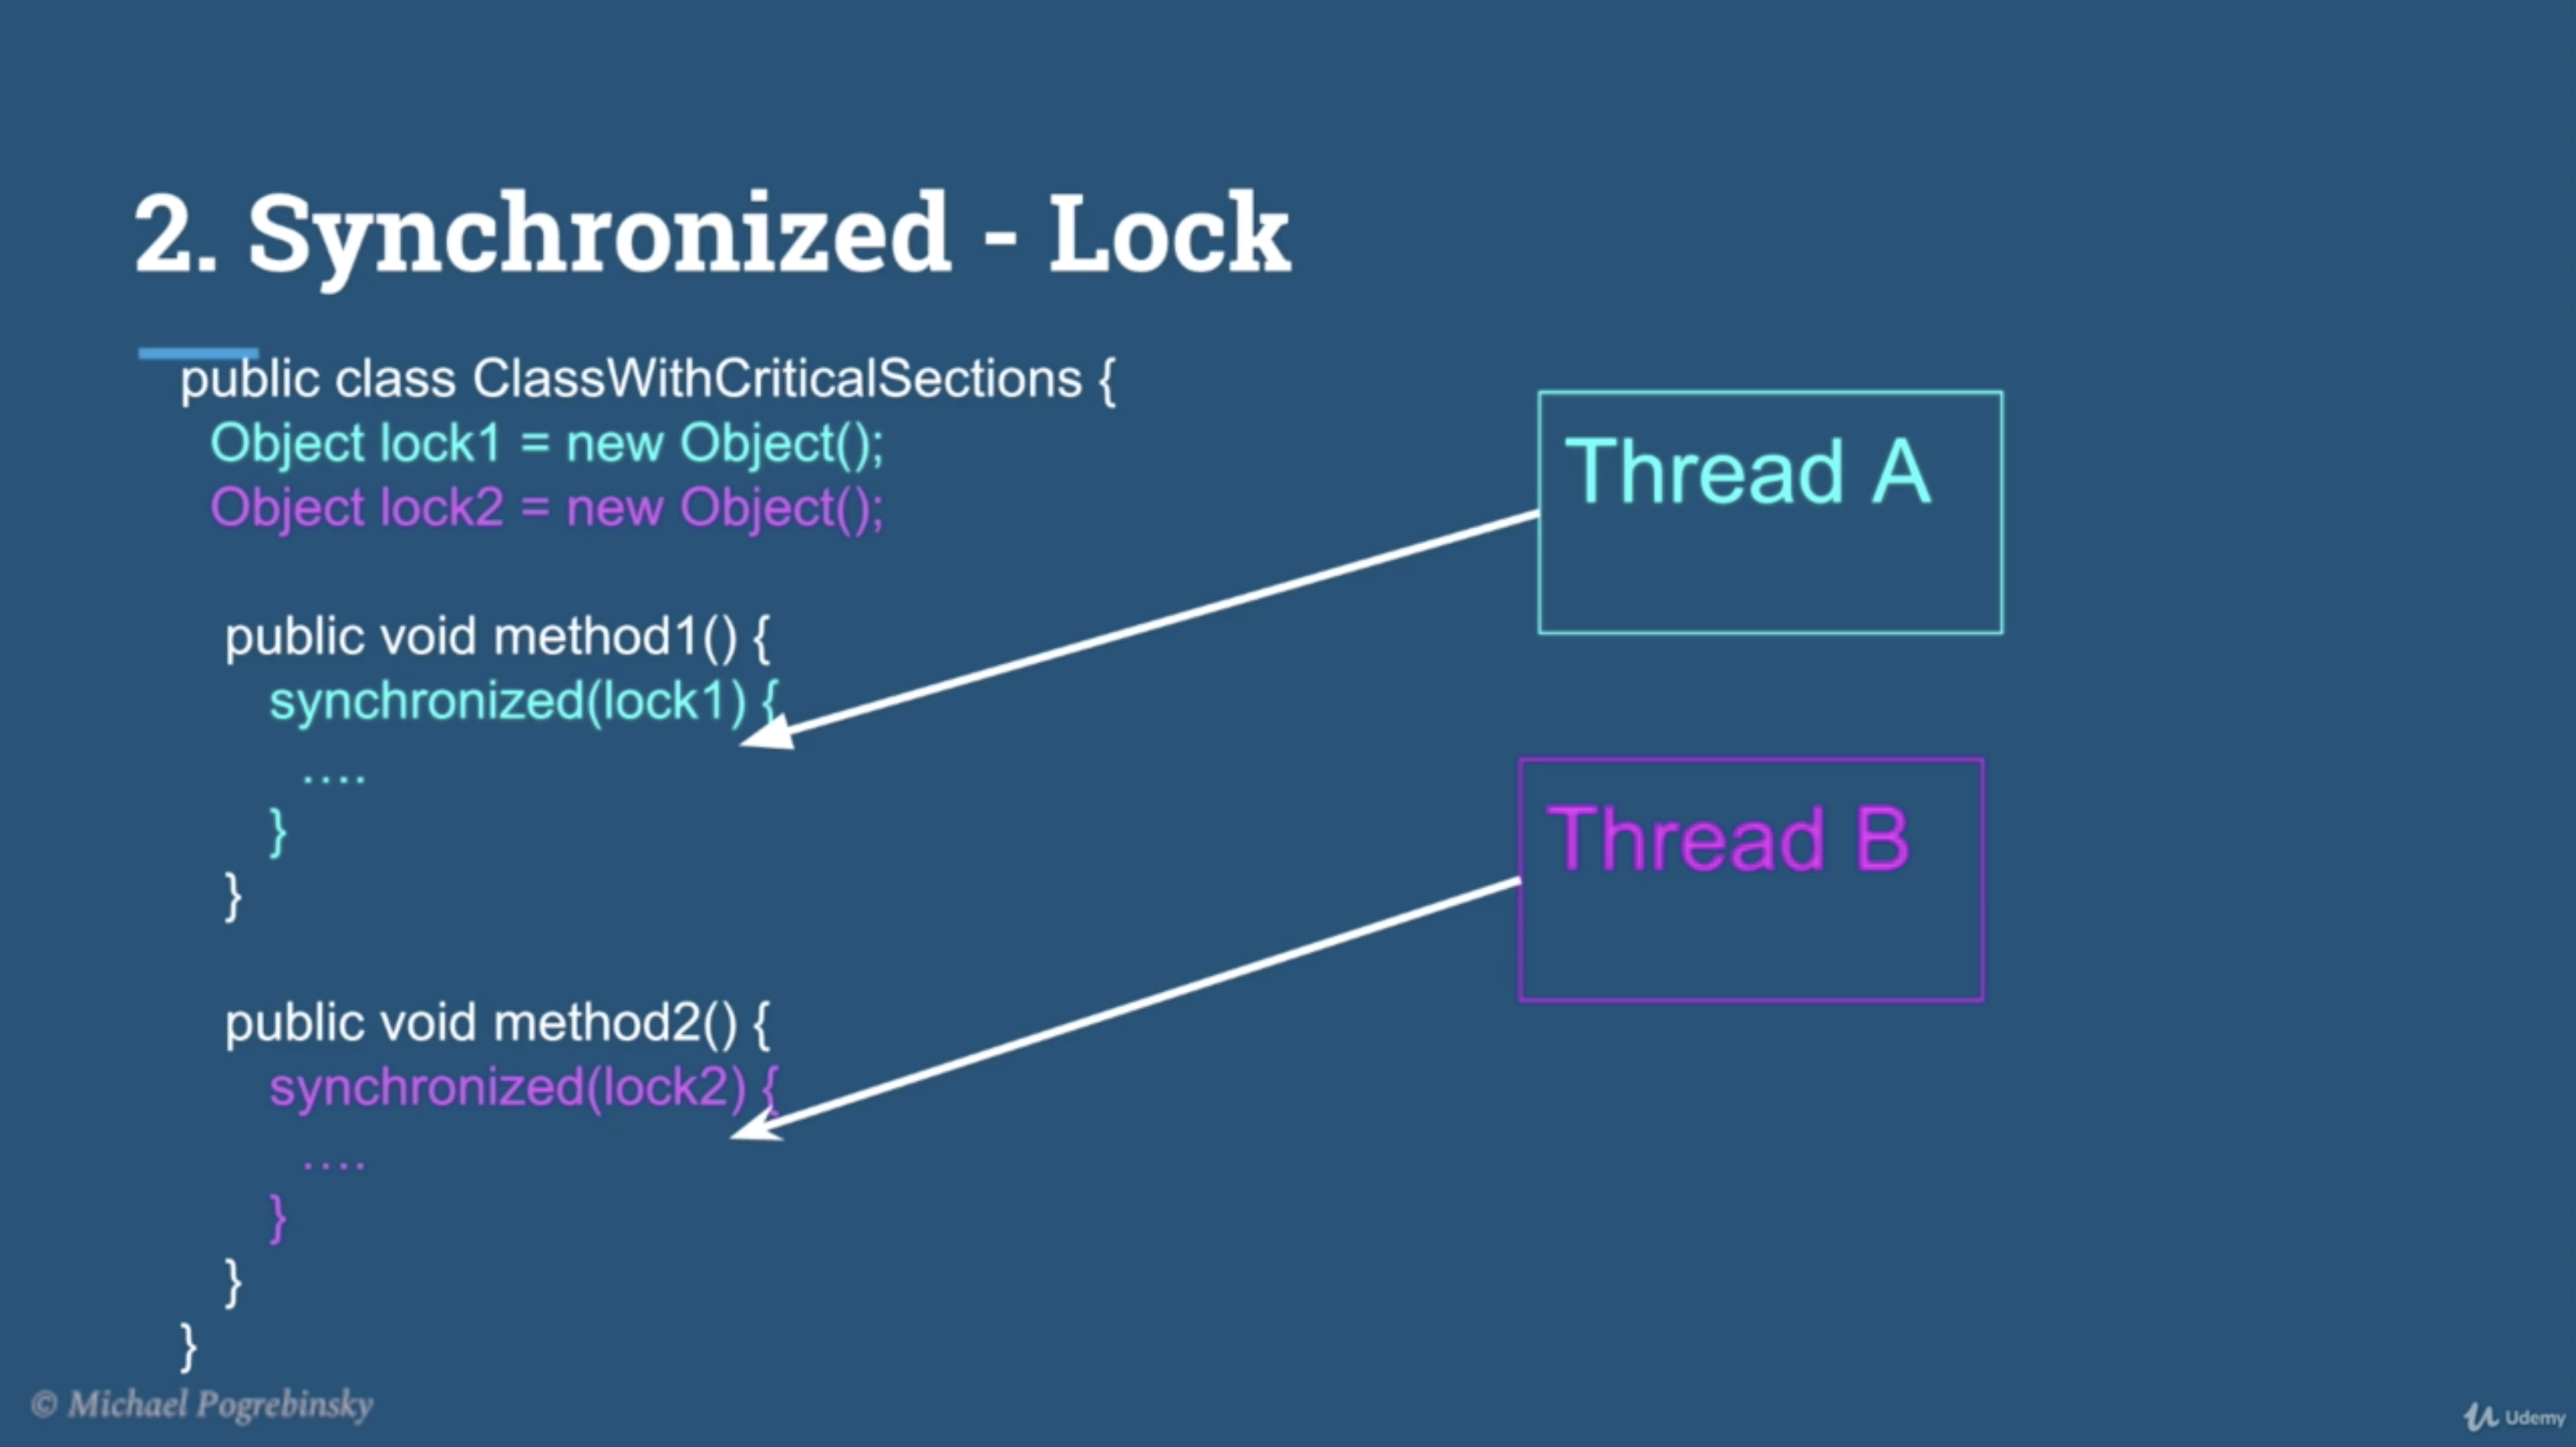 2. Synchronized - Lock
public class ClassWithCriticalSections {
Object lock1 = new Object();
Object lock2 = new Object();
public void method1() {
synchronized(lock1) {
....
}
}
public void method2() {
synchronized(lock2) {
....
}
}
}
Thread A
Thread B
© Michael Pogrebinsky
Udemy